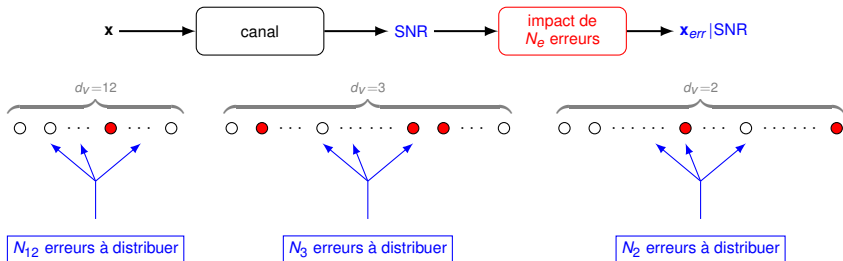 x canal SNR impact de N_e erreurs x_err|SNR
d_v=12 d_v=3 d_v=2
N_12 erreurs à distribuer N_3 erreurs à distribuer N_2 erreurs à distribuer